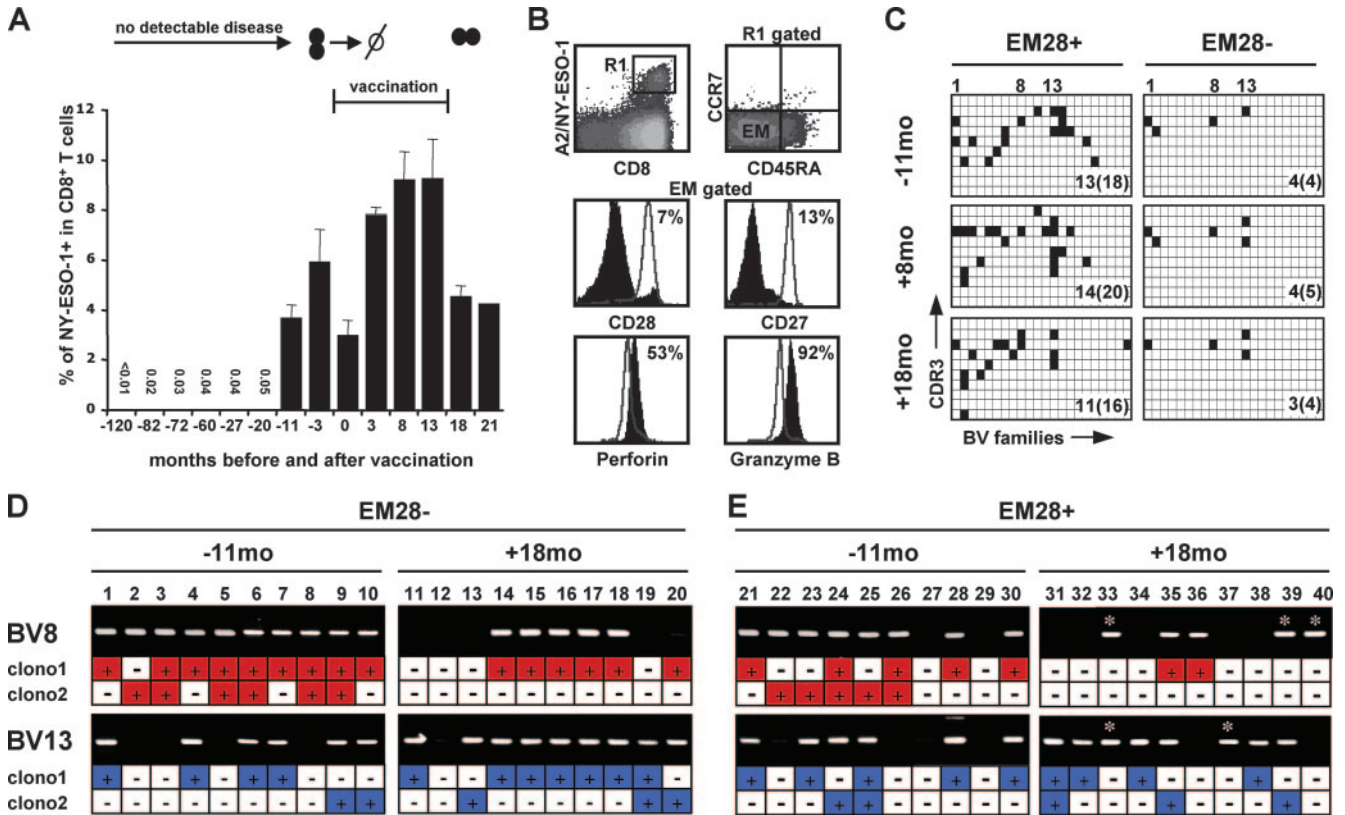 A
no detectable disease
vaccination
% of NY-ESO-1+ in CD8+ T cells
12
10
8
6
4
2
0
<0.01
0.02
0.03
0.04
0.04
0.05
-120 -82 -72 -60 -27 -20 -11 -3 0 3 8 13 18 21
months before and after vaccination
B
R1 gated
A2/NY-ESO-1
R1
CD8
CCR7
EM
CD45RA
EM gated
7%
13%
CD28
CD27
53%
92%
Perforin
Granzyme B
C
EM28+
EM28-
1 8 13
1 8 13
-11mo
13(18)
4(4)
+8mo
14(20)
4(5)
+18mo
11(16)
3(4)
CDR3
BV families
D
EM28-
-11mo
+18mo
1 2 3 4 5 6 7 8 9 10
11 12 13 14 15 16 17 18 19 20
BV8
clono1 + - + + + + + + + + - - - + + + + + - +
clono2 - + + - + + - + + - - - - - - - - - - -
BV13
clono1 + - - + - + + - - - + - - + + + + + + -
clono2 - - - - - - - - + + - - + - - - - - + +
E
EM28+
-11mo
+18mo
21 22 23 24 25 26 27 28 29 30
31 32 33 34 35 36 37 38 39 40
* * *
+ - - + - + - + - + - - - - + + - - - -
- + + + + + - - - - - - - - - - - - - -
* *
+ - + - + - - + - + + + - + - - - + - -
- - - + + - - - - - + - - - + - - - + -